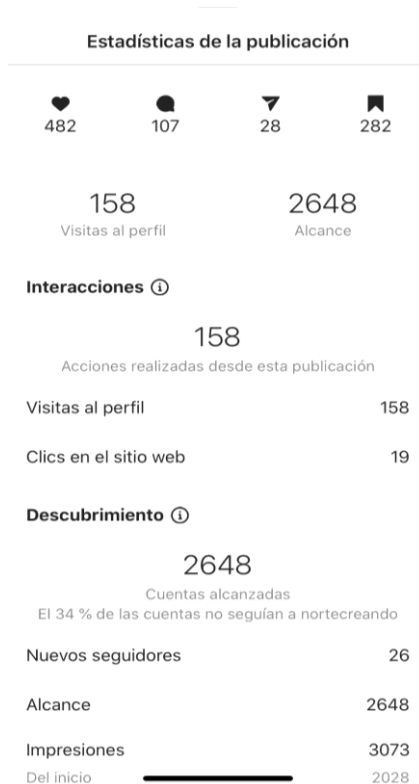 Estadísticas de la publicación
482 107 28 282
158 2648
Visitas al perfil Alcance
Interacciones
158
Acciones realizadas desde esta publicación
Visitas al perfil 158
Clics en el sitio web 19
Descubrimiento
2648
Cuentas alcanzadas
El 34 % de las cuentas no seguían a nortecreando
Nuevos seguidores 26
Alcance 2648
Impresiones 3073
Del inicio 2028